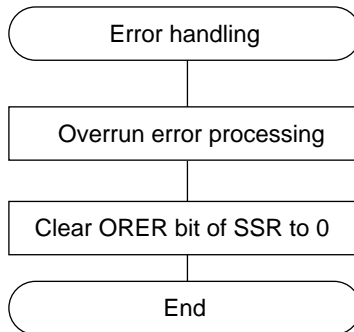 Error handling
Overrun error processing
Clear ORER bit of SSR to 0
End